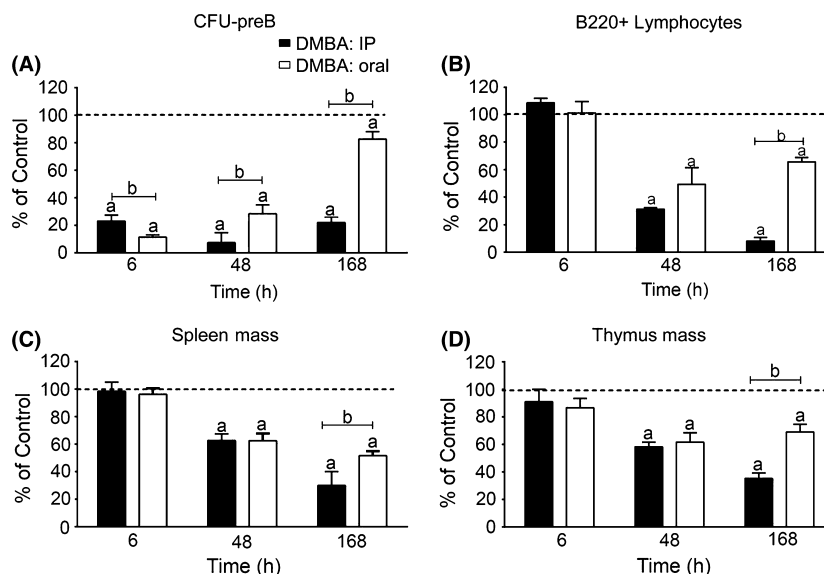 CFU-preB
B220+ Lymphocytes
DMBA: IP
DMBA: oral
(A)
% of Control
120
100
80
60
40
20
0
a
a
b
a
a
b
a
a
b
6
48
168
Time (h)
(B)
% of Control
120
100
80
60
40
20
0
a
a
a
a
b
6
48
168
Time (h)
(C)
Spleen mass
% of Control
120
100
80
60
40
20
0
a
a
a
a
b
6
48
168
Time (h)
(D)
Thymus mass
% of Control
120
100
80
60
40
20
0
a
a
a
a
b
6
48
168
Time (h)